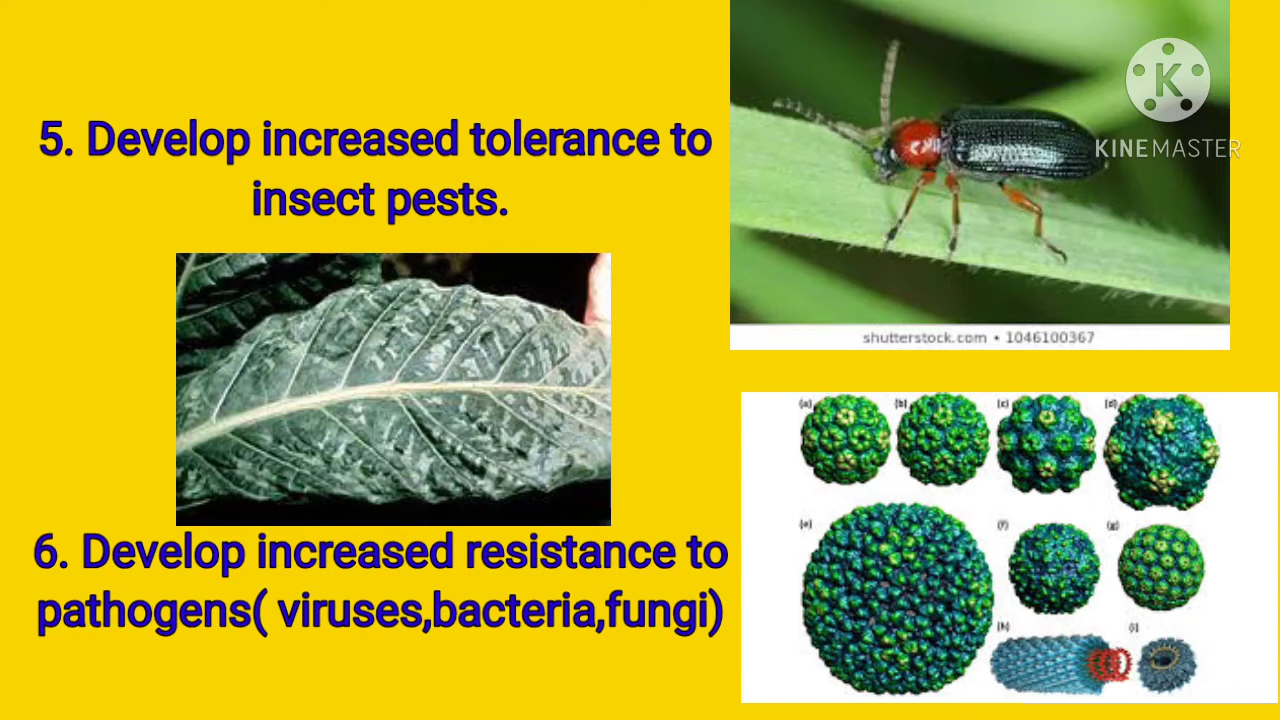 5. Develop increased tolerance to
insect pests.
K
KINEMASTER
shutterstock.com • 1046100367
6. Develop increased resistance to
pathogens( viruses,bacteria,fungi)
(a) (b) (c) (d)
(e) (f) (g)
(h) (i)